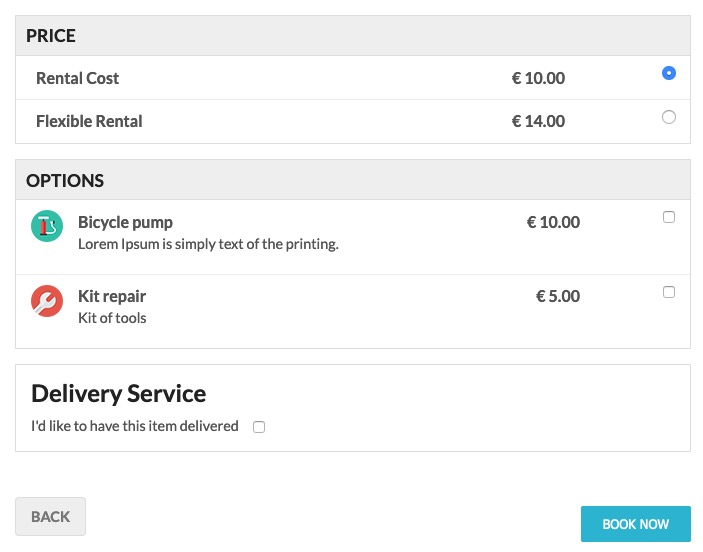 PRICE
Rental Cost € 10.00
Flexible Rental € 14.00
OPTIONS
Bicycle pump € 10.00
Lorem Ipsum is simply text of the printing.
Kit repair € 5.00
Kit of tools
Delivery Service
I'd like to have this item delivered
BACK
BOOK NOW